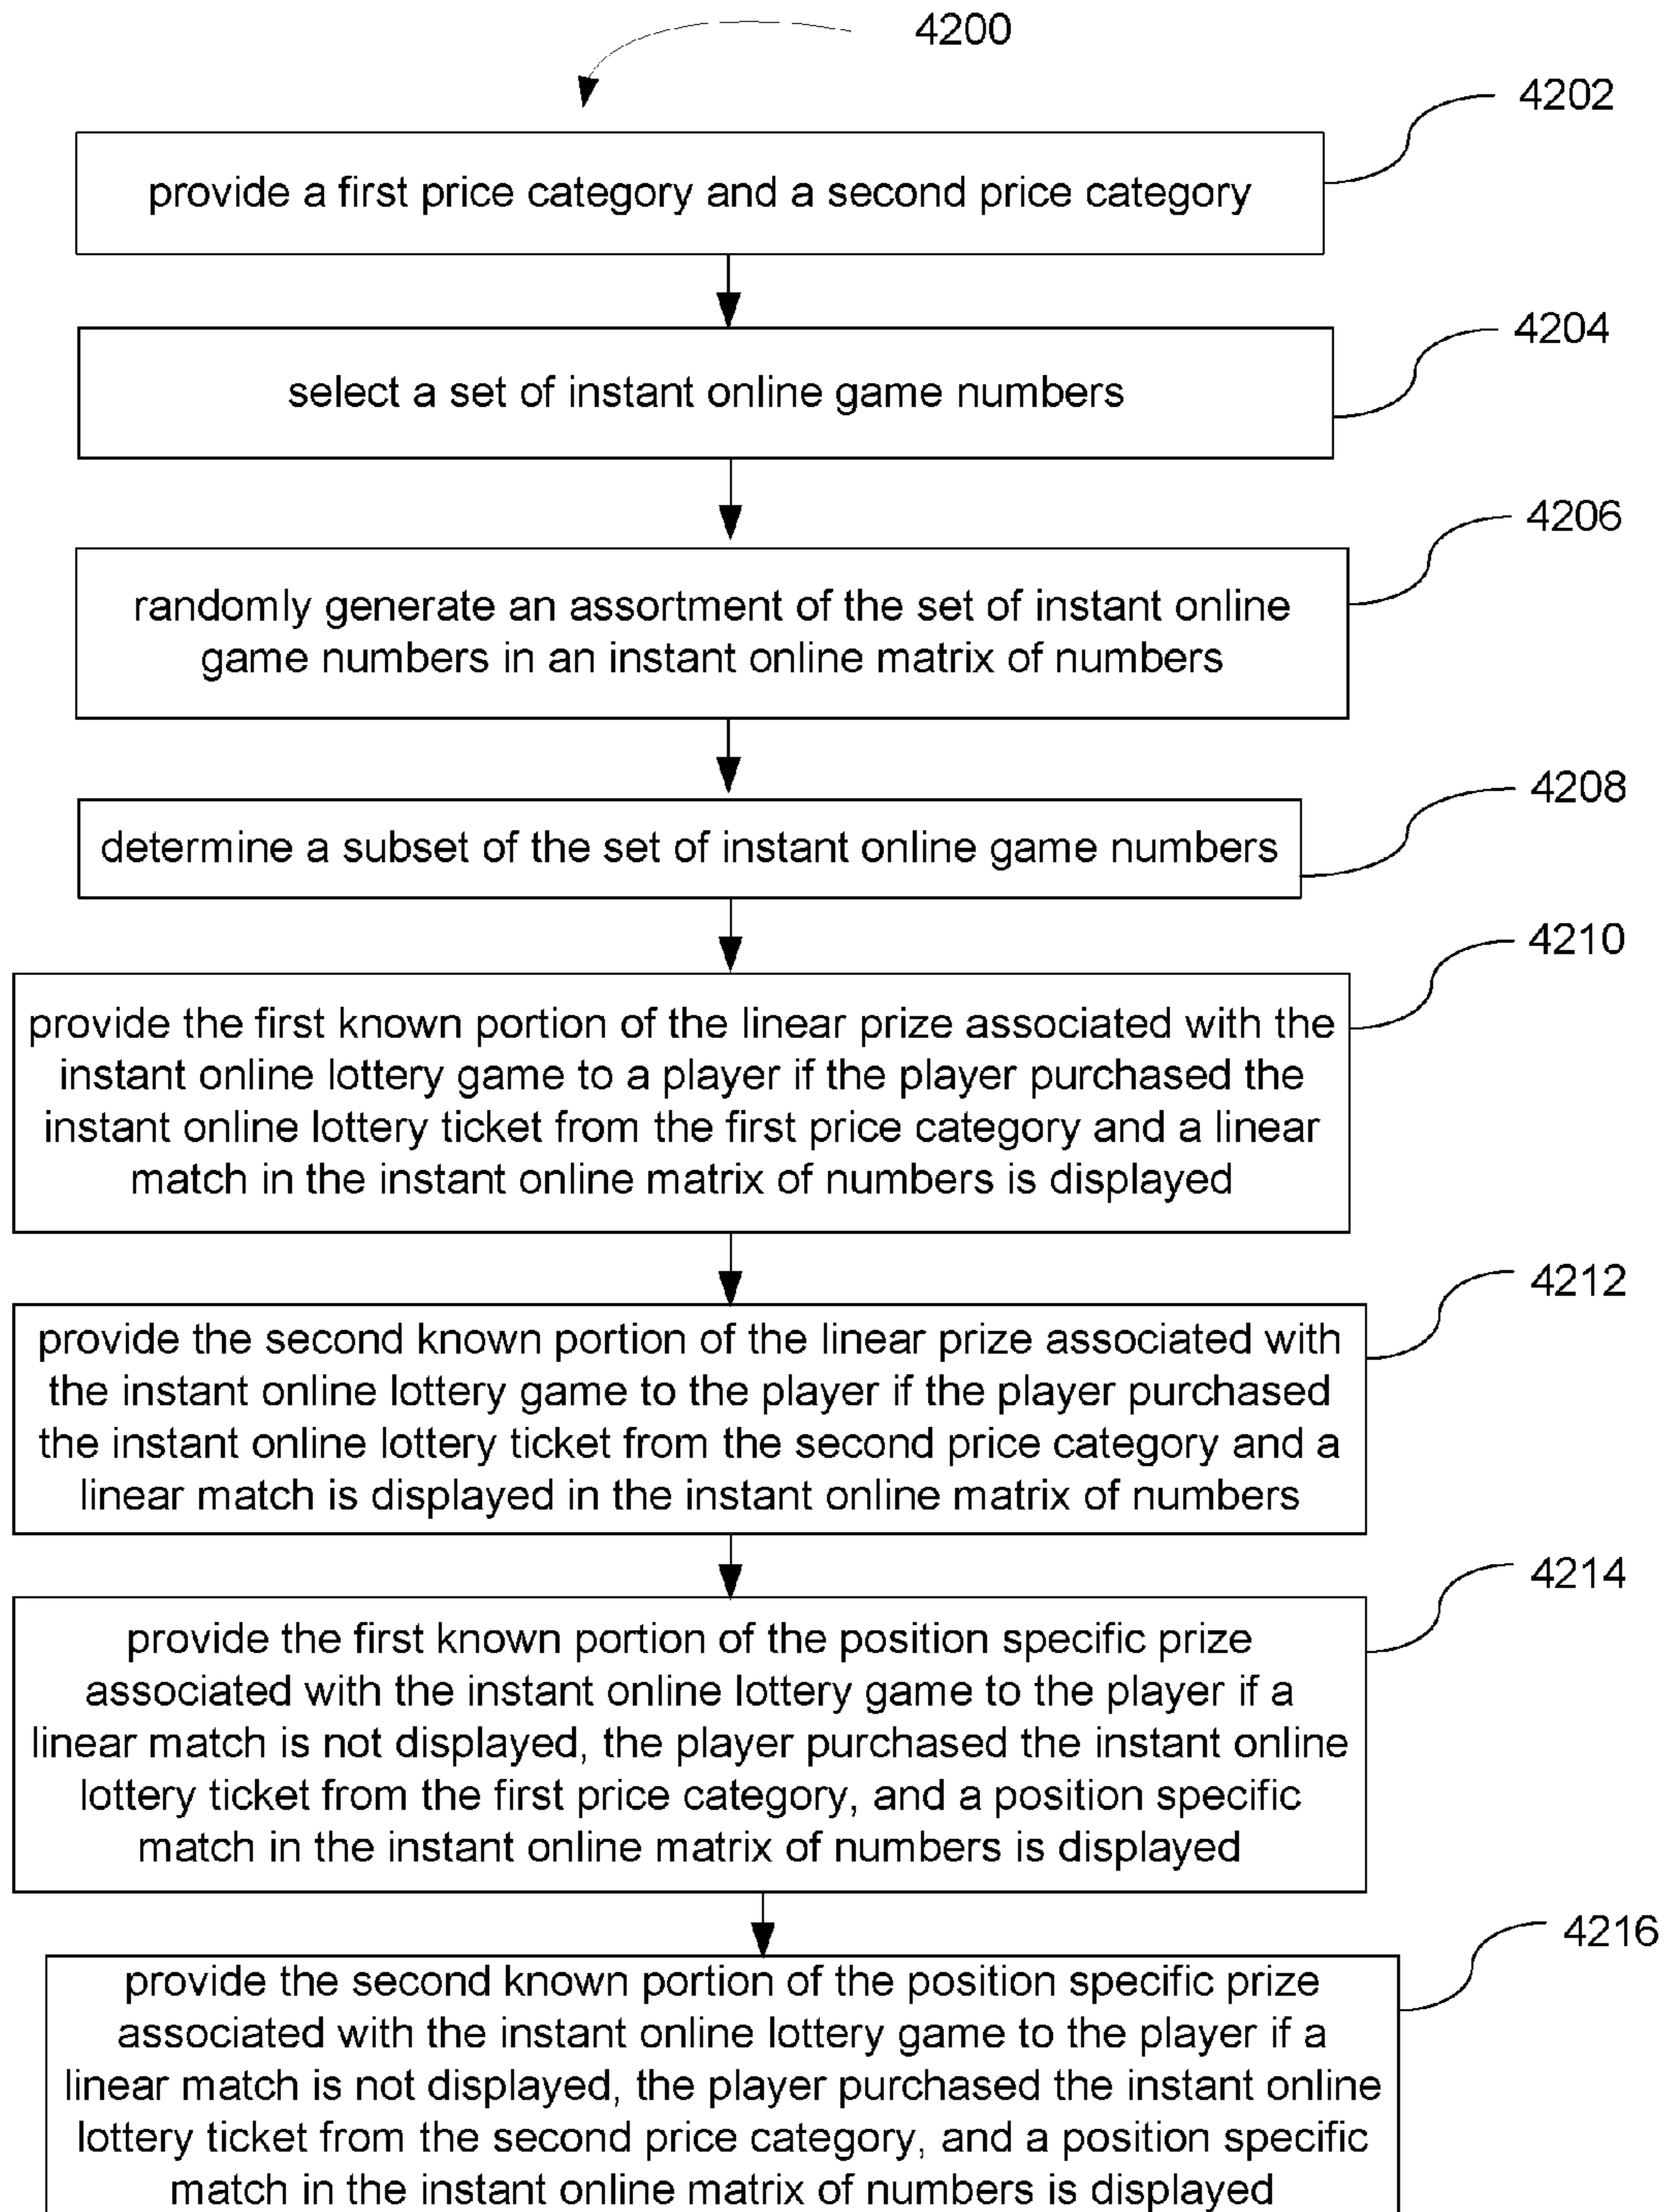 4200
4202
provide a first price category and a second price category
4204
select a set of instant online game numbers
4206
randomly generate an assortment of the set of instant online
game numbers in an instant online matrix of numbers
4208
determine a subset of the set of instant online game numbers
4210
provide the first known portion of the linear prize associated with the
instant online lottery game to a player if the player purchased the
instant online lottery ticket from the first price category and a linear
match in the instant online matrix of numbers is displayed
4212
provide the second known portion of the linear prize associated with
the instant online lottery game to the player if the player purchased
the instant online lottery ticket from the second price category and a
linear match is displayed in the instant online matrix of numbers
4214
provide the first known portion of the position specific prize
associated with the instant online lottery game to the player if a
linear match is not displayed, the player purchased the instant online
lottery ticket from the first price category, and a position specific
match in the instant online matrix of numbers is displayed
4216
provide the second known portion of the position specific prize
associated with the instant online lottery game to the player if a
linear match is not displayed, the player purchased the instant online
lottery ticket from the second price category, and a position specific
match in the instant online matrix of numbers is displayed